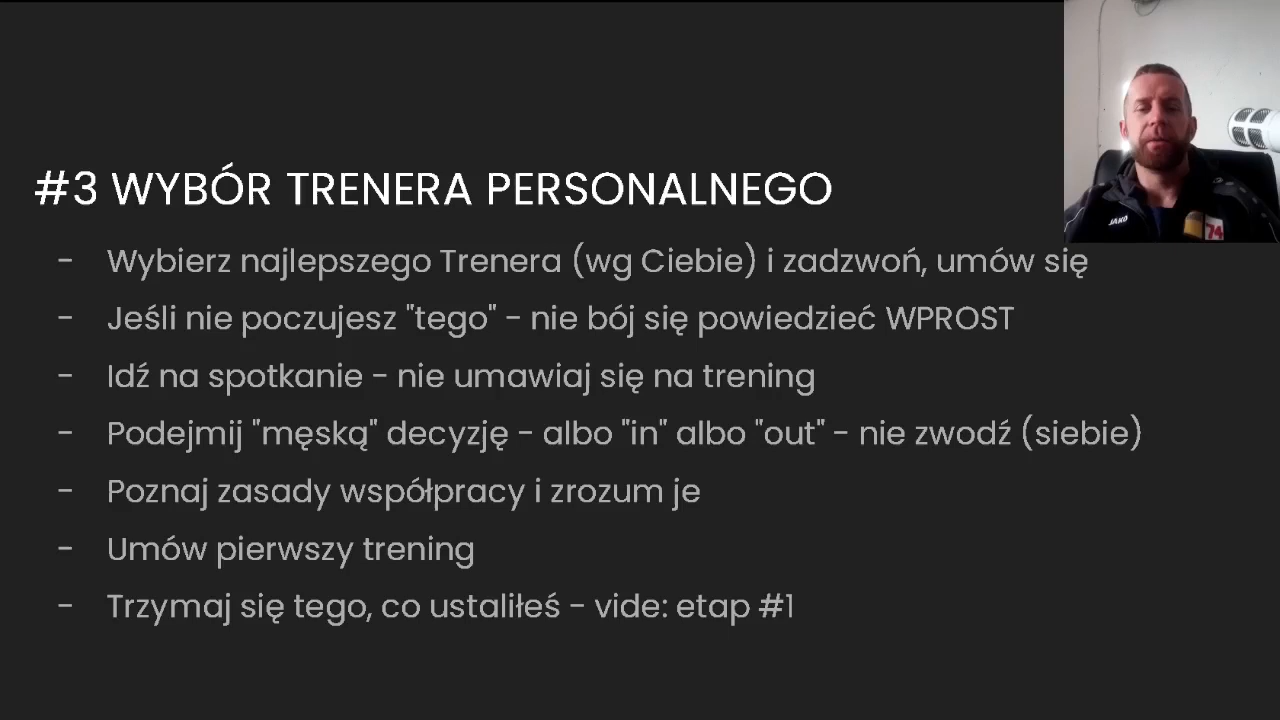 #3 WYBÓR TRENERA PERSONALNEGO
- Wybierz najlepszego Trenera (wg Ciebie) i zadzwoń, umów się
- Jeśli nie poczujesz "tego" - nie bój się powiedzieć WPROST
- Idź na spotkanie - nie umawiaj się na trening
- Podejmij "męską" decyzję - albo "in" albo "out" - nie zwodź (siebie)
- Poznaj zasady współpracy i zrozum je
- Umów pierwszy trening
- Trzymaj się tego, co ustaliłeś - vide: etap #1
JAKO
74